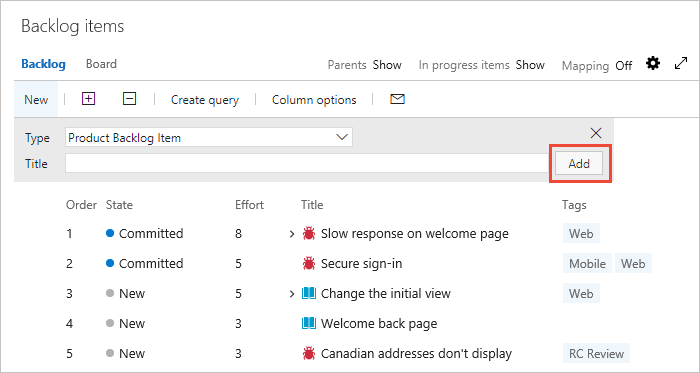 Backlog items
Backlog Board Parents Show In progress items Show Mapping Off
New Create query Column options
Type Product Backlog Item
Title Add
Order State Effort Title Tags
1 Committed 8 Slow response on welcome page Web
2 Committed 5 Secure sign-in Mobile Web
3 New 5 Change the initial view Web
4 New 3 Welcome back page
5 New 3 Canadian addresses don't display RC Review